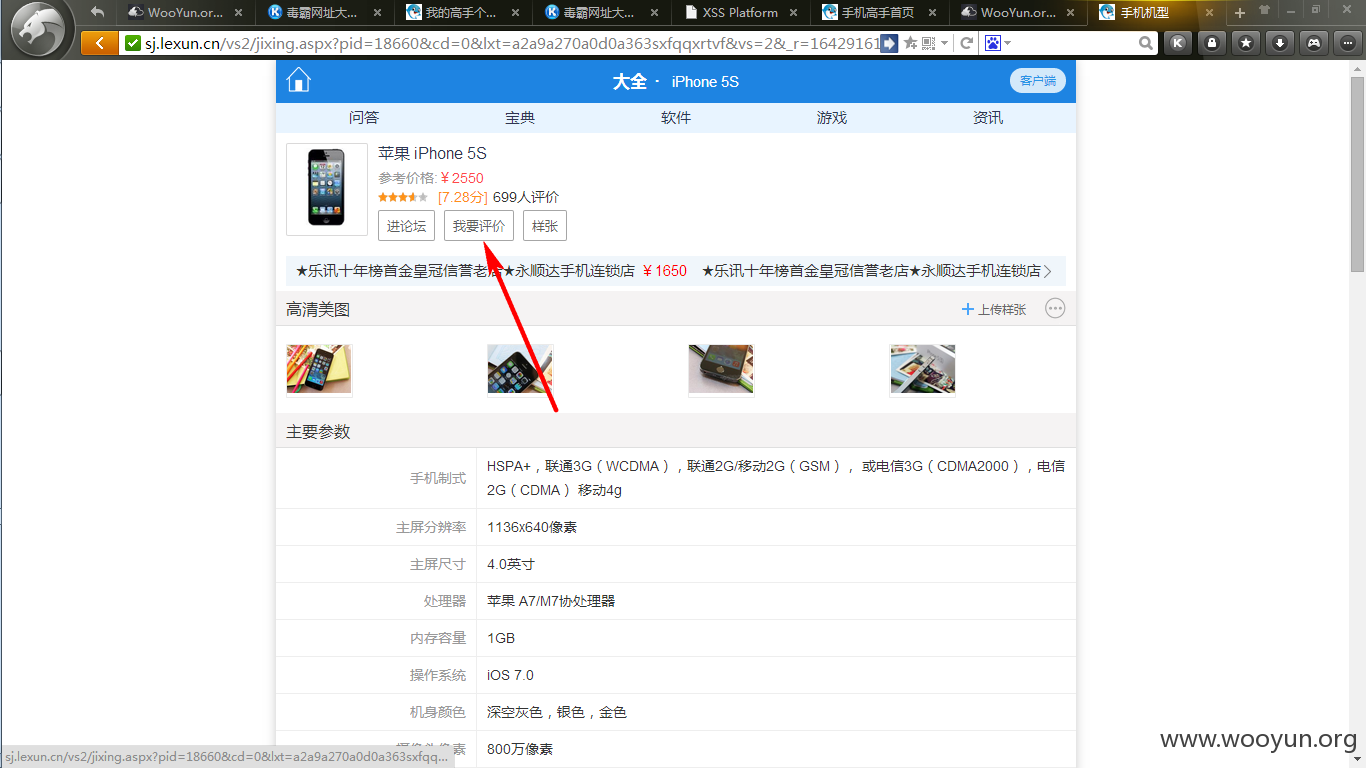 WooYun.or... 毒霸网址大... 我的高手个... 毒霸网址大... XSS Platform 手机高手首页 WooYun.or... 手机机型
sj.lexun.cn/vs2/jixing.aspx?pid=18660&cd=0&lxt=a2a9a270a0d0a363sxfqqxrtvf&vs=2&_r=16429161
大全 · iPhone 5S 客户端
问答 宝典 软件 游戏 资讯
苹果 iPhone 5S
参考价格: ¥ 2550
[7.28分] 699人评价
进论坛 我要评价 样张
★乐讯十年榜首金皇冠信誉老店★永顺达手机连锁店 ¥ 1650 ★乐讯十年榜首金皇冠信誉老店★永顺达手机连锁店
高清美图 上传样张
主要参数
手机制式 HSPA+，联通3G（WCDMA），联通2G/移动2G（GSM）， 或电信3G（CDMA2000），电信
2G（CDMA） 移动4g
主屏分辨率 1136x640像素
主屏尺寸 4.0英寸
处理器 苹果 A7/M7协处理器
内存容量 1GB
操作系统 iOS 7.0
机身颜色 深空灰色，银色，金色
摄像头像素 800万像素
sj.lexun.cn/vs2/jixing.aspx?pid=18660&cd=0&lxt=a2a9a270a0d0a363sxfqq...
www.wooyun.org